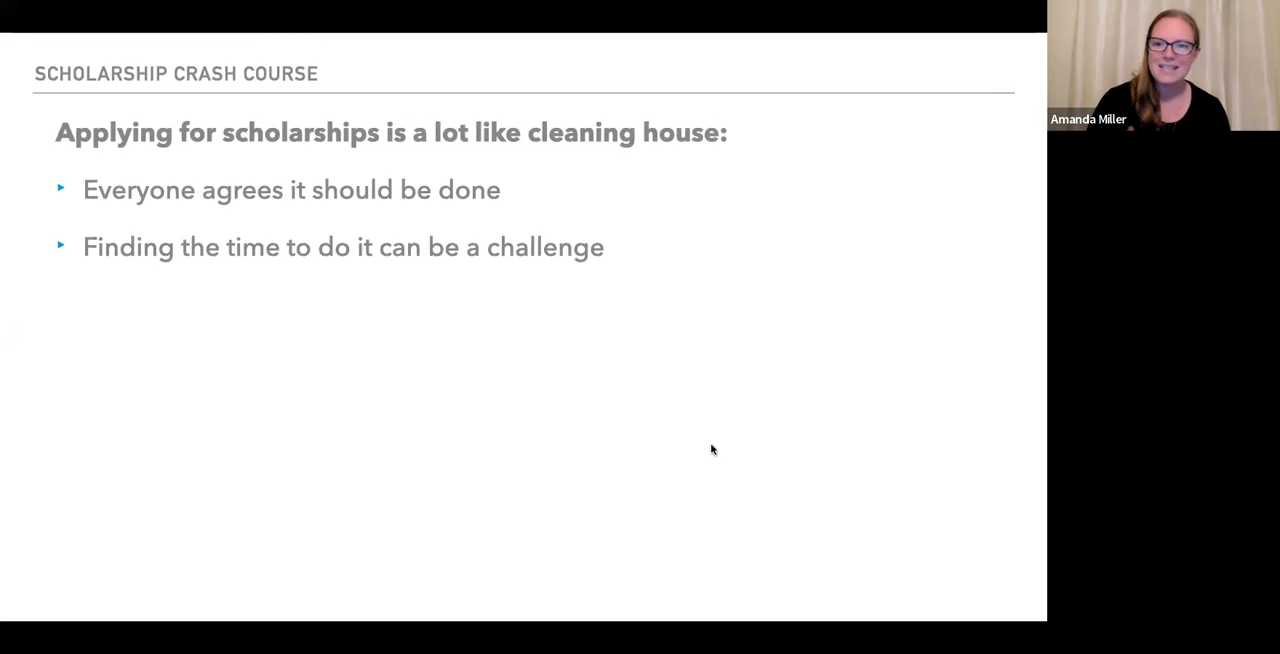 SCHOLARSHIP CRASH COURSE
Applying for scholarships is a lot like cleaning house:
‣ Everyone agrees it should be done
‣ Finding the time to do it can be a challenge
Amanda Miller